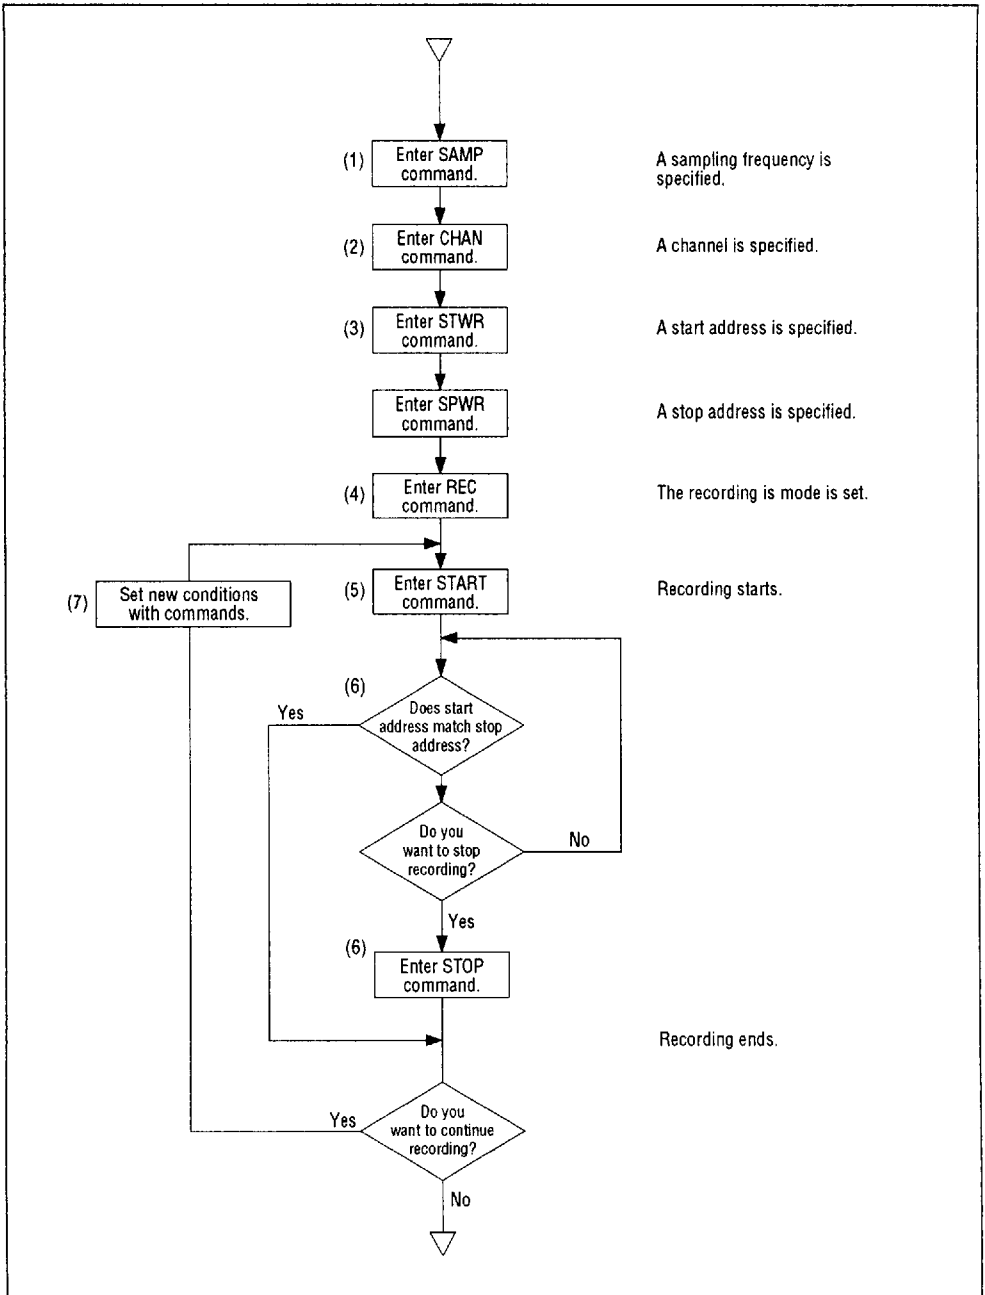 (1)
Enter SAMP
command.
A sampling frequency is
specified.
(2)
Enter CHAN
command.
A channel is specified.
(3)
Enter STWR
command.
A start address is specified.
Enter SPWR
command.
A stop address is specified.
(4)
Enter REC
command.
The recording is mode is set.
(7)
Set new conditions
with commands.
(5)
Enter START
command.
Recording starts.
(6)
Does start
address match stop
address?
Yes
Do you
want to stop
recording?
No
Yes
(6)
Enter STOP
command.
Recording ends.
Do you
want to continue
recording?
Yes
No